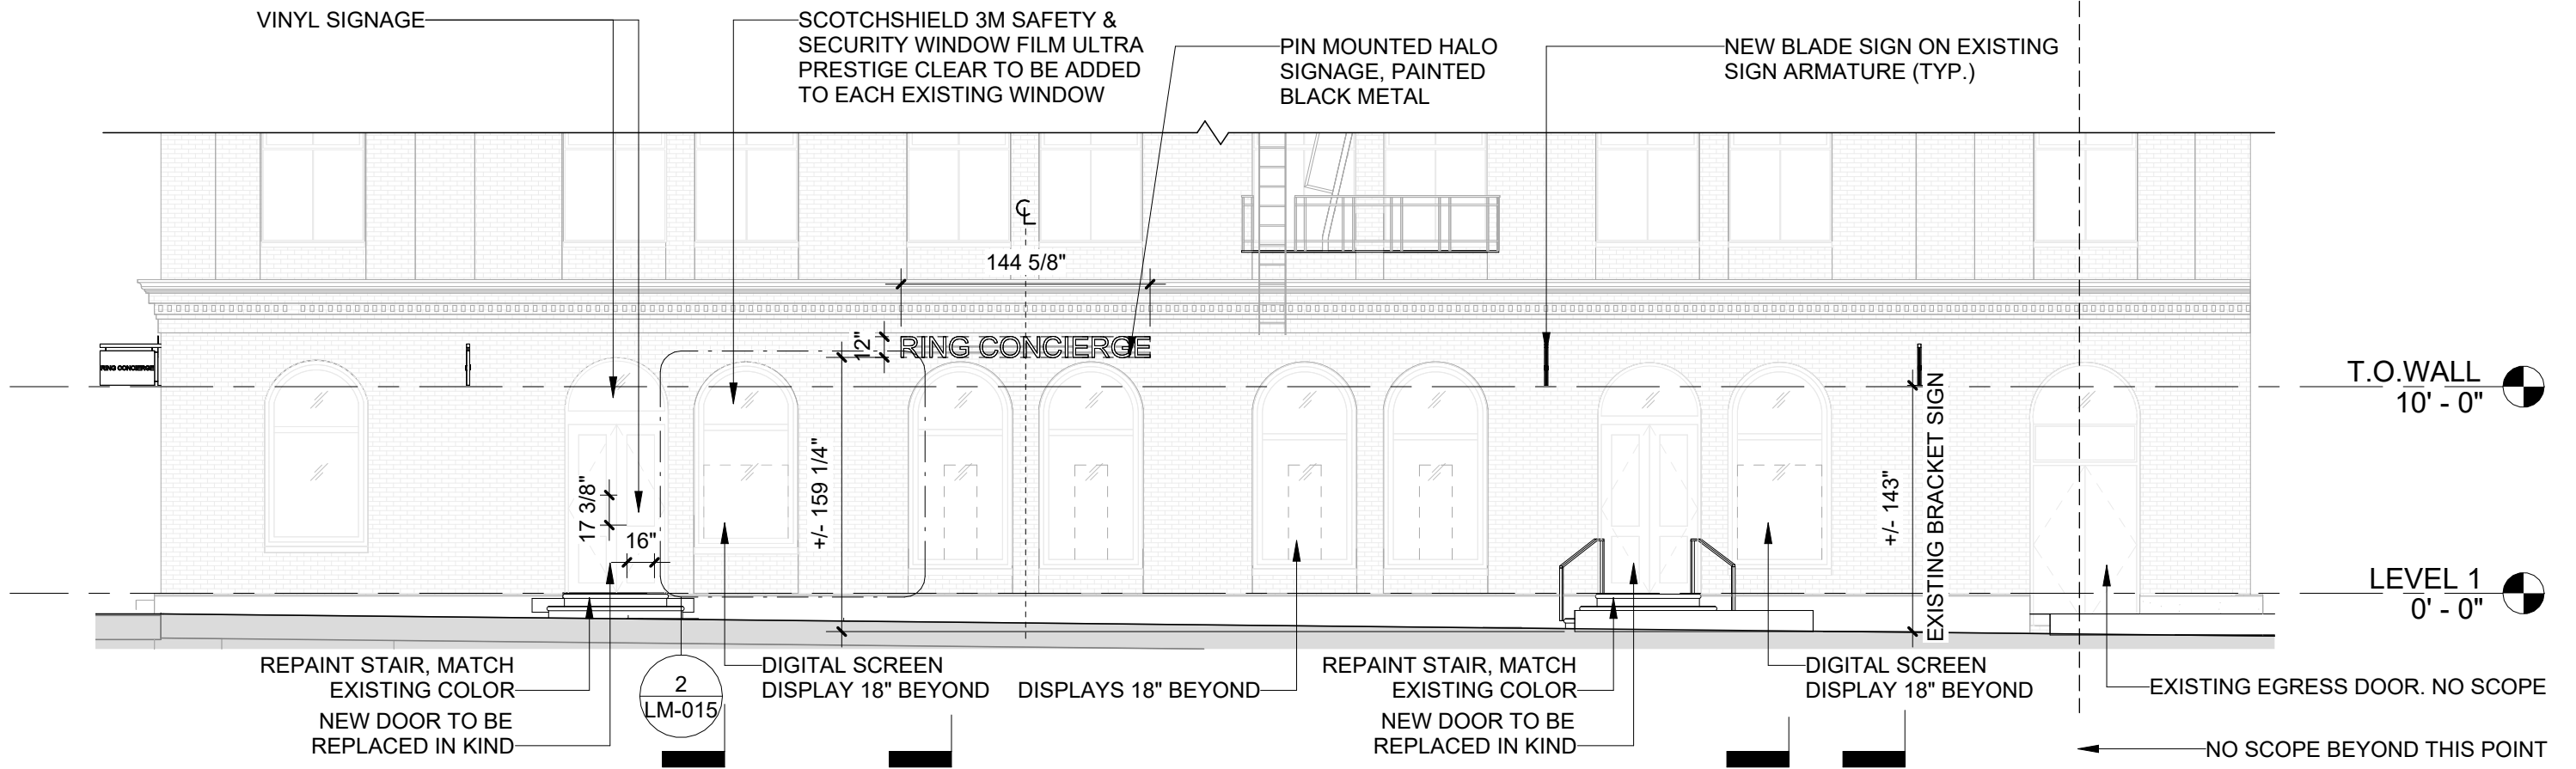 VINYL SIGNAGE
SCOTCHSHIELD 3M SAFETY &
SECURITY WINDOW FILM ULTRA
PRESTIGE CLEAR TO BE ADDED
TO EACH EXISTING WINDOW
PIN MOUNTED HALO
SIGNAGE, PAINTED
BLACK METAL
NEW BLADE SIGN ON EXISTING
SIGN ARMATURE (TYP.)
℄
144 5/8"
12"
RING CONCIERGE
RING CONCIERGE
T.O.WALL
10' - 0"
17 3/8"
16"
+/- 159 1/4"
+/- 143"
EXISTING BRACKET SIGN
LEVEL 1
0' - 0"
REPAINT STAIR, MATCH
EXISTING COLOR
NEW DOOR TO BE
REPLACED IN KIND
2
LM-015
DIGITAL SCREEN
DISPLAY 18" BEYOND
DISPLAYS 18" BEYOND
REPAINT STAIR, MATCH
EXISTING COLOR
NEW DOOR TO BE
REPLACED IN KIND
DIGITAL SCREEN
DISPLAY 18" BEYOND
EXISTING EGRESS DOOR. NO SCOPE
NO SCOPE BEYOND THIS POINT